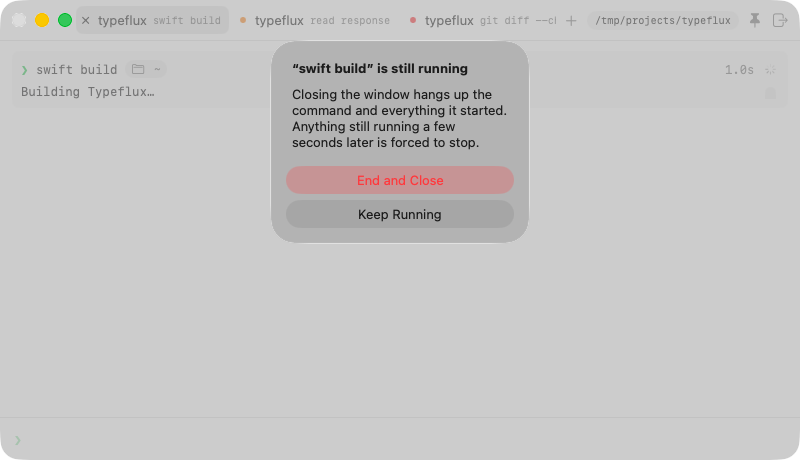 typeflux swift build
typeflux read response
typeflux git diff --cl
/tmp/projects/typeflux
❯ swift build ~
1.0s
Building Typeflux…
“swift build” is still running
Closing the window hangs up the
command and everything it started.
Anything still running a few
seconds later is forced to stop.
End and Close
Keep Running
❯